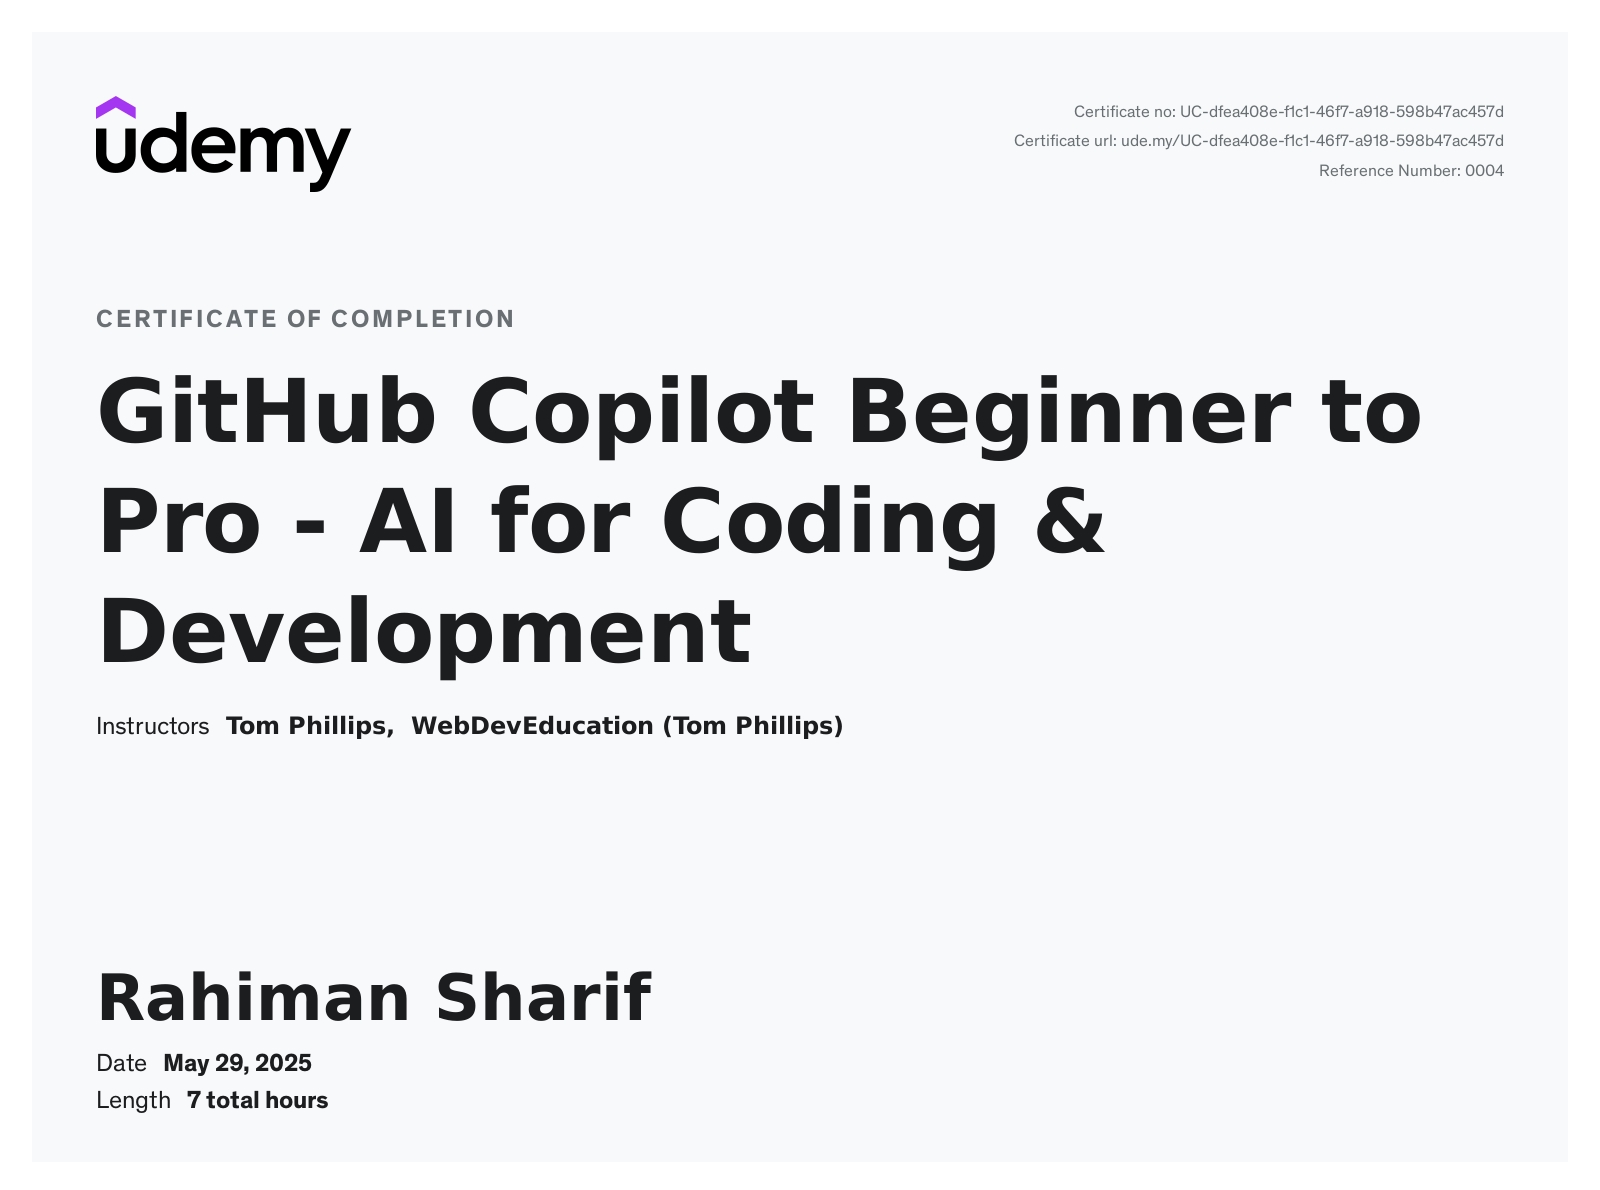 udemy
Certificate no: UC-dfea408e-f1c1-46f7-a918-598b47ac457d
Certificate url: ude.my/UC-dfea408e-f1c1-46f7-a918-598b47ac457d
Reference Number: 0004
CERTIFICATE OF COMPLETION
GitHub Copilot Beginner to
Pro - AI for Coding &
Development
Instructors Tom Phillips, WebDevEducation (Tom Phillips)
Rahiman Sharif
Date May 29, 2025
Length 7 total hours